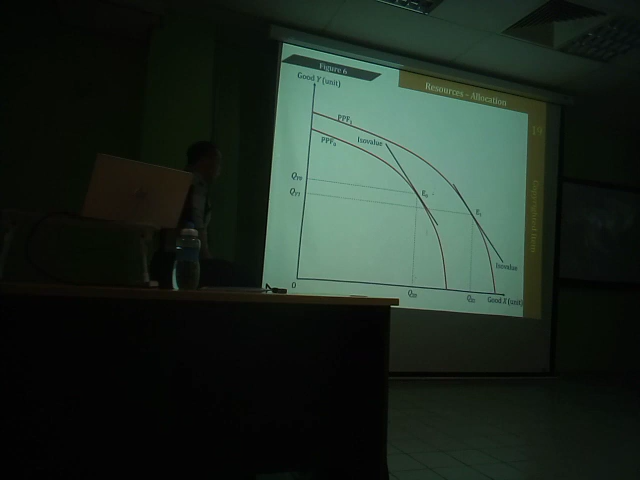 Figure 6
Resources - Allocation
19
Good Y (unit)
PPF₁
Isovalue
PPF₀
QY0
QY1
E₀
E₁
Isovalue
0
QX0
QX1
Good X (unit)